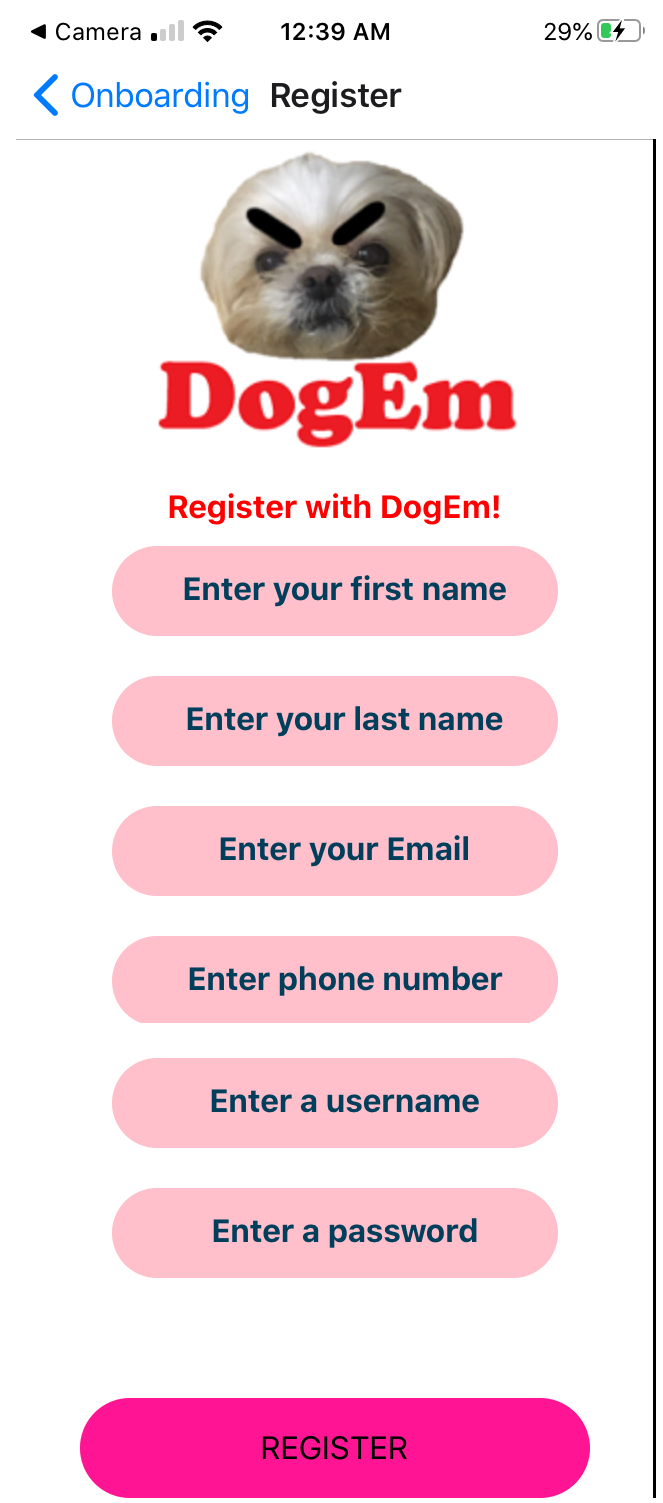 Camera 12:39 AM 29%
Onboarding Register
DogEm
Register with DogEm!
Enter your first name
Enter your last name
Enter your Email
Enter phone number
Enter a username
Enter a password
REGISTER